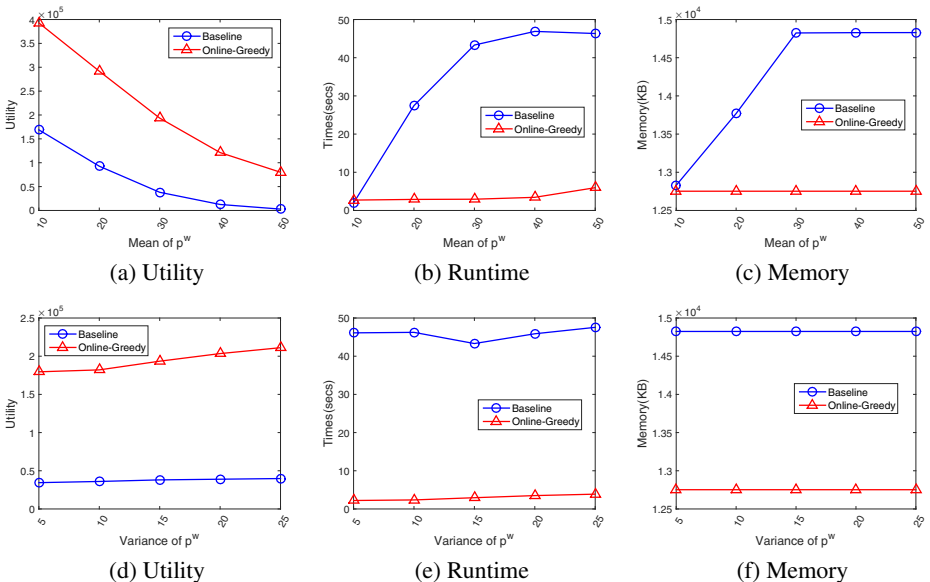 × 10^5
4
3.5
3
2.5
2
1.5
1
0.5
0
Utility
10 20 30 40 50
Mean of p^w
Baseline
Online-Greedy
(a) Utility
50
40
30
20
10
0
Times(secs)
10 20 30 40 50
Mean of p^w
Baseline
Online-Greedy
(b) Runtime
× 10^4
1.5
1.45
1.4
1.35
1.3
1.25
Memory(KB)
10 20 30 40 50
Mean of p^w
Baseline
Online-Greedy
(c) Memory
× 10^5
2.5
2
1.5
1
0.5
0
Utility
5 10 15 20 25
Variance of p^w
Baseline
Online-Greedy
(d) Utility
50
40
30
20
10
0
Times(secs)
5 10 15 20 25
Variance of p^w
Baseline
Online-Greedy
(e) Runtime
× 10^4
1.5
1.45
1.4
1.35
1.3
1.25
Memory(KB)
5 10 15 20 25
Variance of p^w
Baseline
Online-Greedy
(f) Memory